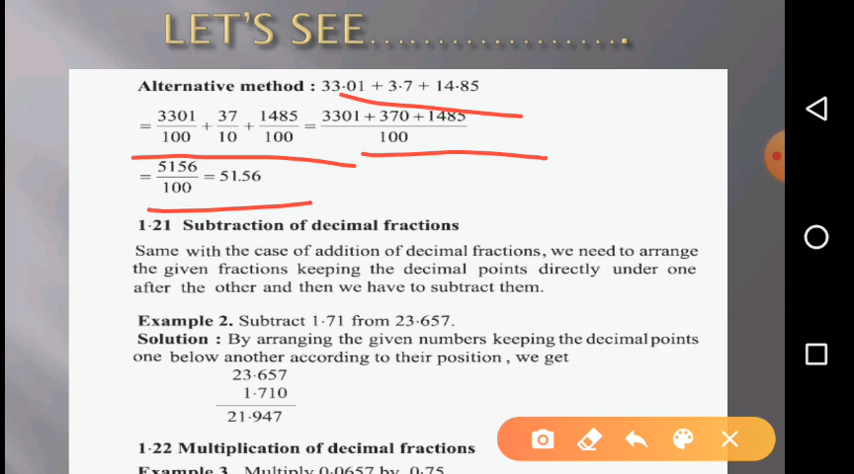 LET'S SEE....................
Alternative method : 33·01 + 3·7 + 14·85
= 3301/100 + 37/10 + 1485/100 = 3301 + 370 + 1485/100
= 5156/100 = 51.56
1·21 Subtraction of decimal fractions
Same with the case of addition of decimal fractions, we need to arrange
the given fractions keeping the decimal points directly under one
after the other and then we have to subtract them.
Example 2. Subtract 1·71 from 23·657.
Solution : By arranging the given numbers keeping the decimal points
one below another according to their position , we get
23·657
1·710
21·947
1·22 Multiplication of decimal fractions
Example 3. Multiply 0·0657 by 0·75